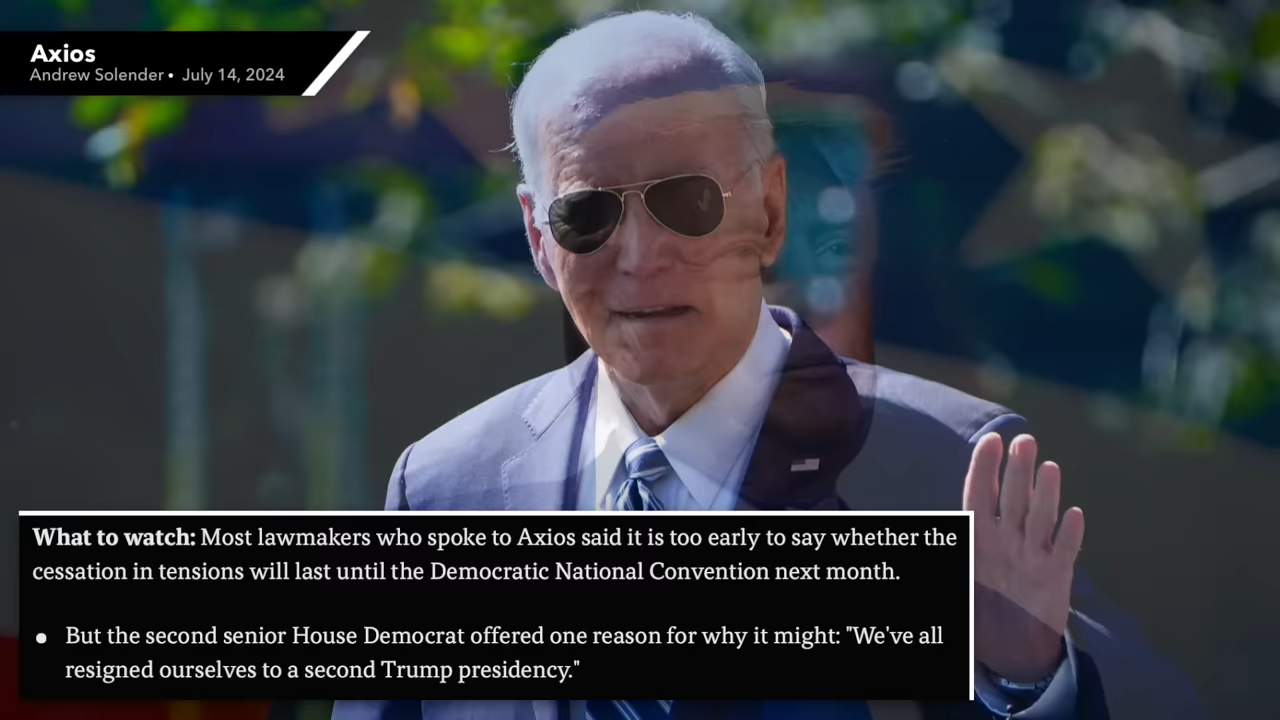 Axios
Andrew Solender • July 14, 2024
What to watch: Most lawmakers who spoke to Axios said it is too early to say whether the
cessation in tensions will last until the Democratic National Convention next month.
• But the second senior House Democrat offered one reason for why it might: "We've all
resigned ourselves to a second Trump presidency."